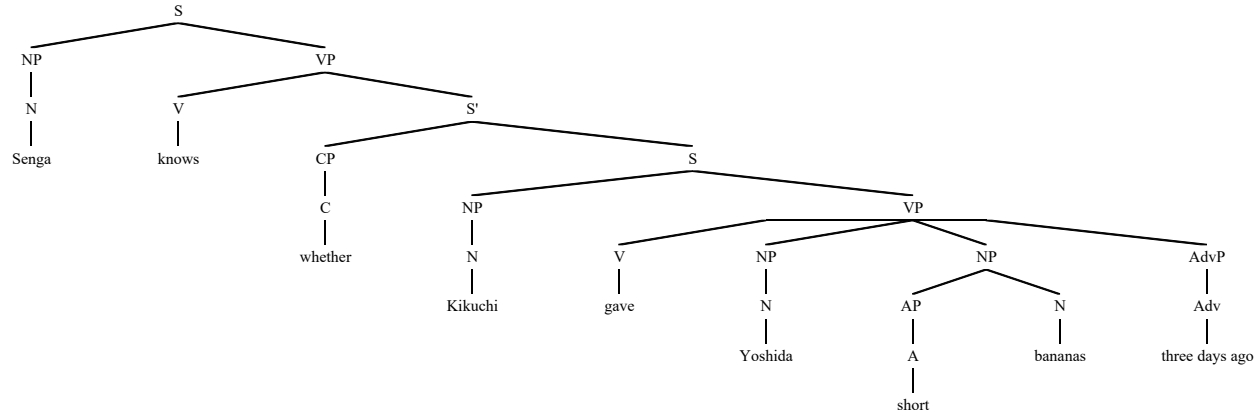 S
NP VP
N V S'
Senga knows CP S
C NP VP
whether N V NP NP AdvP
Kikuchi gave N AP N Adv
Yoshida A bananas three days ago
short